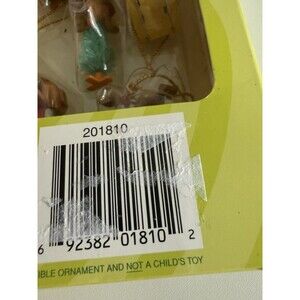 201810
6 92382 01810 2
IBLE ORNAMENT AND NOT A CHILD'S TOY